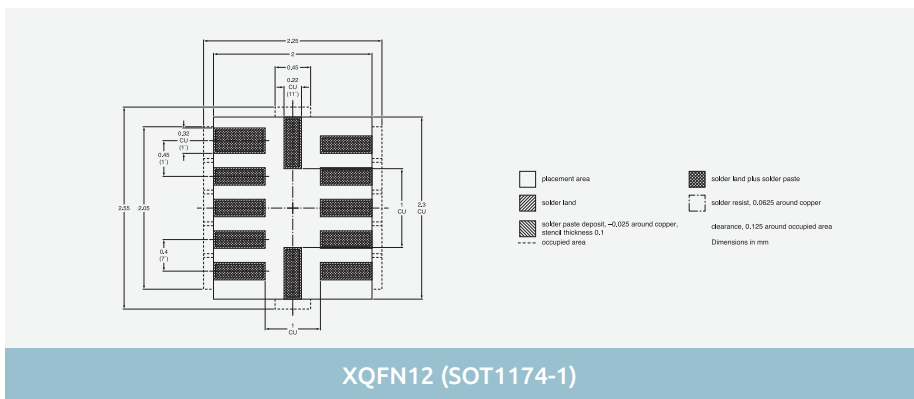 2.25
2
0.45
0.22
CU
(11`)
0.32
CU
(1`)
0.45
(1`)
2.55
2.05
1
CU
2.3
CU
0.4
(7`)
1
CU
placement area
solder land
solder paste deposit, –0.025 around copper,
stencil thickness 0.1
occupied area
solder land plus solder paste
solder resist, 0.0625 around copper
clearance, 0.125 around occupied area
Dimensions in mm
XQFN12 (SOT1174-1)